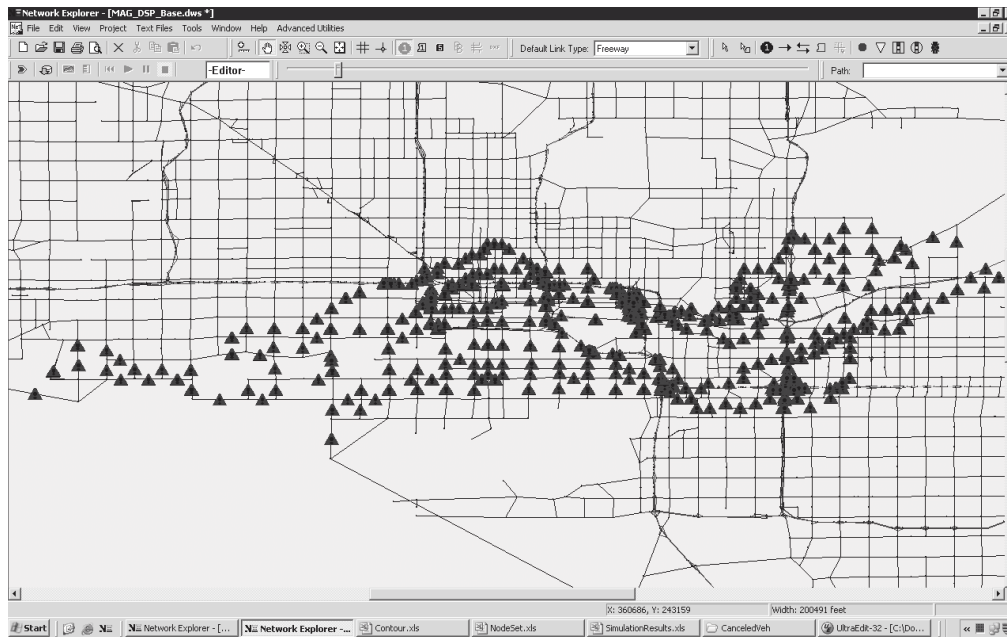 Network Explorer - [MAG_DSP_Base.dws *]
File Edit View Project Text Files Tools Window Help Advanced Utilities
Default Link Type: Freeway
-Editor-
Path:
X: 360686, Y: 243159
Width: 200491 feet
Start
Network Explorer - [...
Network Explorer -...
Contour.xls
NodeSet.xls
SimulationResults.xls
CanceledVeh
UltraEdit-32 - [C:\Do...